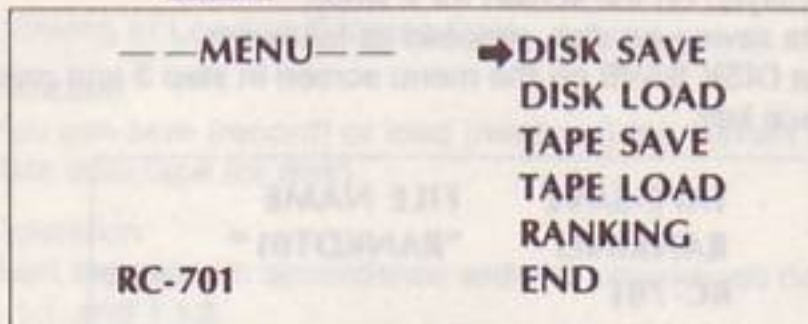 — —MENU— — ➡DISK SAVE
DISK LOAD
TAPE SAVE
TAPE LOAD
RANKING
RC-701 END